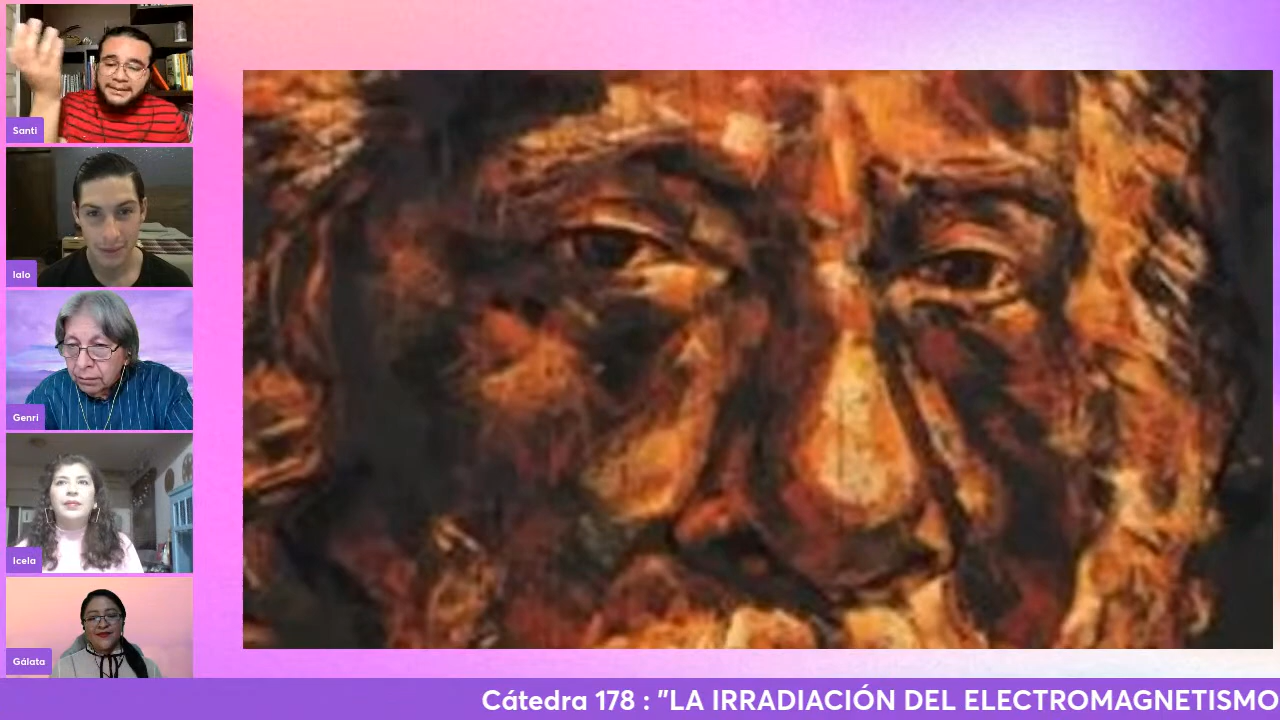 Santi
lalo
Genri
Icela
Gálata
Cátedra 178 : "LA IRRADIACIÓN DEL ELECTROMAGNETISMO